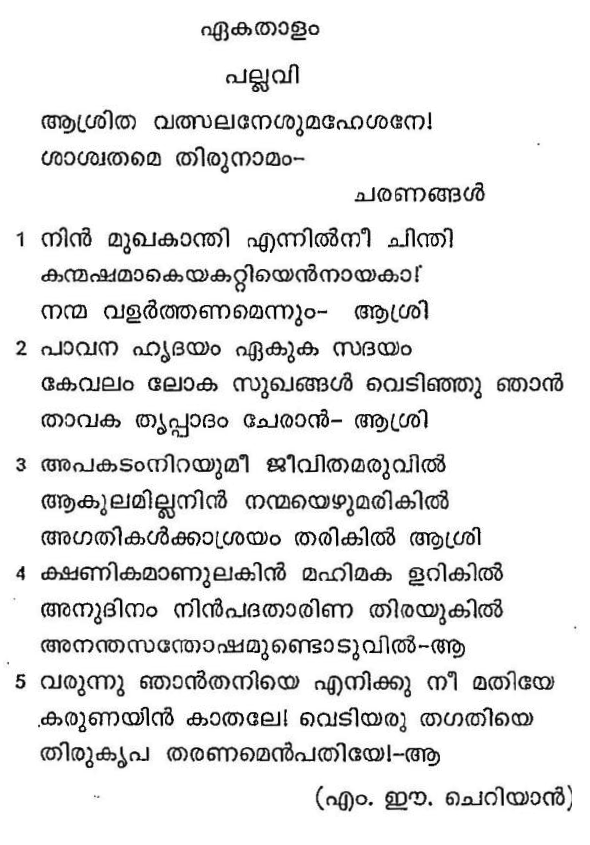 ഏകതാളം
പല്ലവി
ആശ്രിത വത്സലനേശുമഹേശനേ!
ശാശ്വതമെ തിരുനാമം-
ചരണങ്ങൾ
1 നിൻ മുഖകാന്തി എന്നിൽനീ ചിന്തി
കന്മഷമാകെയകറ്റിയെൻനായകാ!
നന്മ വളർത്തണമെന്നും- ആശ്രി
2 പാവന ഹൃദയം ഏകുക സദയം
കേവലം ലോക സുഖങ്ങൾ വെടിഞ്ഞു ഞാൻ
താവക തൃപ്പാദം ചേരാൻ- ആശ്രി
3 അപകടംനിറയുമീ ജീവിതമരുവിൽ
ആകുലമില്ലനിൻ നന്മയെഴുമരികിൽ
അഗതികൾക്കാശ്രയം തരികിൽ ആശ്രി
4 ക്ഷണികമാണുലകിൻ മഹിമക ളറികിൽ
അനുദിനം നിൻപദതാരിണ തിരയുകിൽ
അനന്തസന്തോഷമുണ്ടൊടുവിൽ-ആ
5 വരുന്നു ഞാൻതനിയെ എനിക്കു നീ മതിയേ
കരുണയിൻ കാതലേ! വെടിയരു തഗതിയെ
തിരുകൃപ തരണമെൻപതിയേ!-ആ
(എം. ഈ. ചെറിയാൻ)